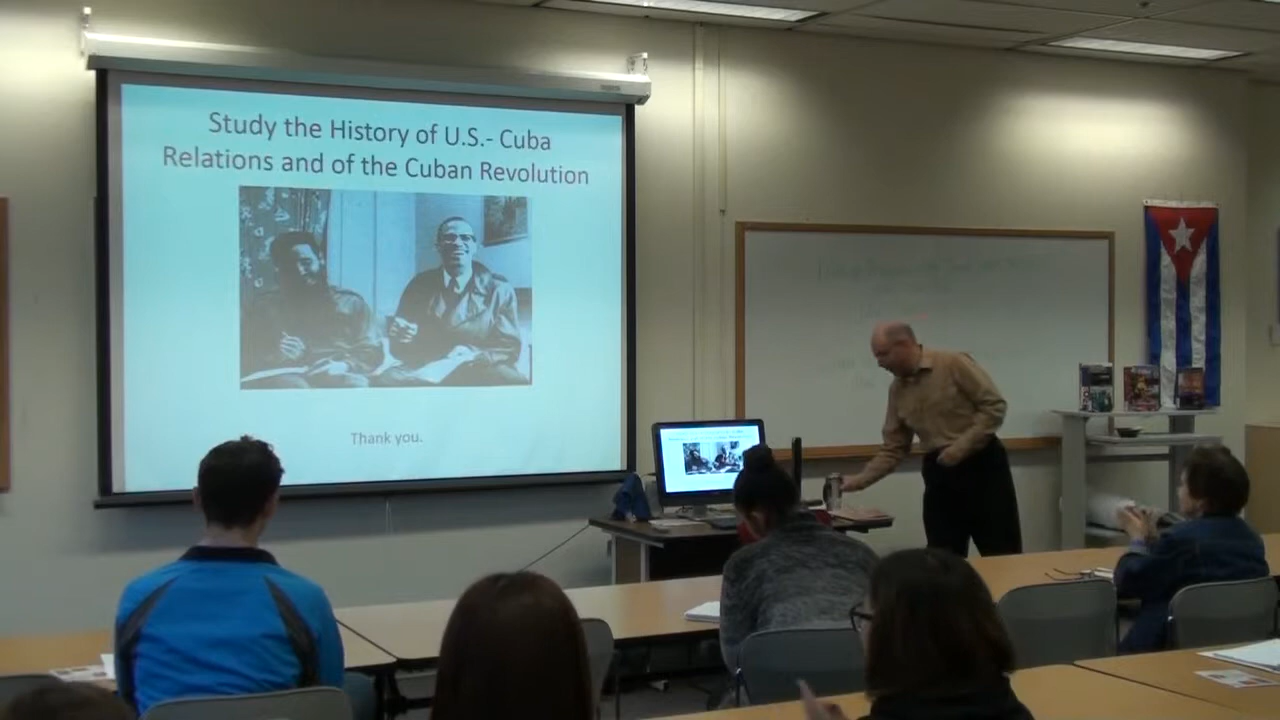 Study the History of U.S.- Cuba
Relations and of the Cuban Revolution
Thank you.